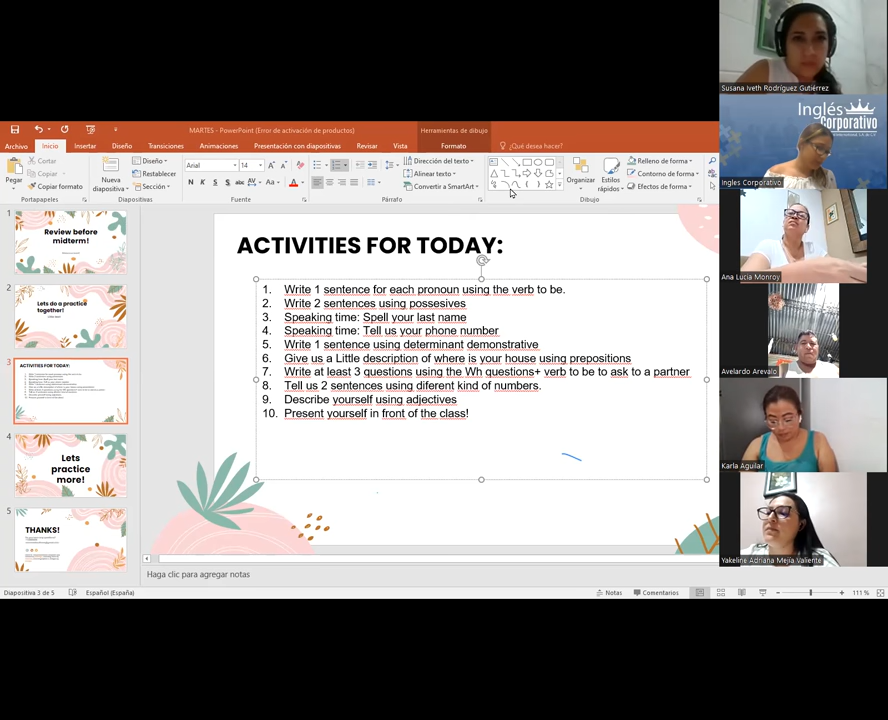 MARTES - PowerPoint (Error de activación de productos)
Herramientas de dibujo
Archivo
Inicio
Insertar
Diseño
Transiciones
Animaciones
Presentación con diapositivas
Revisar
Vista
Formato
¿Qué desea hacer?
Pegar
Cortar
Copiar
Copiar formato
Portapapeles
Nueva diapositiva
Diseño
Restablecer
Sección
Diapositivas
Arial
14
N K S S
Aa
A
Fuente
Dirección del texto
Alinear texto
Convertir a SmartArt
Párrafo
Organizar
Estilos rápidos
Relleno de forma
Contorno de forma
Efectos de forma
Dibujo
1
Review before
midterm!
2
Lets do a practice
together!
3
ACTIVITIES FOR TODAY:
4
Lets
practice
more!
5
THANKS!
ACTIVITIES FOR TODAY:
1. Write 1 sentence for each pronoun using the verb to be.
2. Write 2 sentences using possesives
3. Speaking time: Spell your last name
4. Speaking time: Tell us your phone number
5. Write 1 sentence using determinant demonstrative
6. Give us a Little description of where is your house using prepositions
7. Write at least 3 questions using the Wh questions+ verb to be to ask to a partner
8. Tell us 2 sentences using diferent kind of numbers.
9. Describe yourself using adjectives
10. Present yourself in front of the class!
Haga clic para agregar notas
Diapositiva 3 de 5
Español (España)
Notas
Comentarios
111 %
Susana Iveth Rodríguez Gutiérrez
Inglés
Corporativo
Ingles Corporativo
Ana Lucía Monroy
Avelardo Arevalo
Karla Aguilar
Yakeline Adriana Mejía Valiente